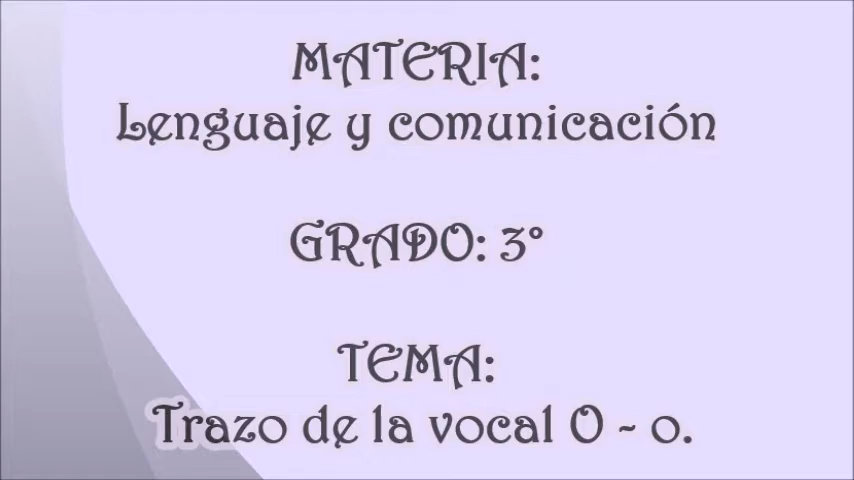 MATERIA:
Lenguaje y comunicación
GRADO: 3°
TEMA:
Trazo de la vocal O - o.